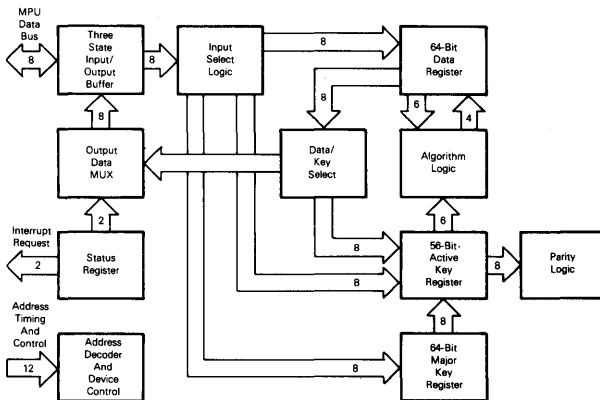 MPU
Data
Bus
8
Three
State
Input/
Output
Buffer
8
Input
Select
Logic
8
64-Bit
Data
Register
8
8
6
4
Output
Data
MUX
Data/
Key
Select
Algorithm
Logic
2
6
Interrupt
Request
2
Status
Register
8
8
56-Bit-
Active
Key
Register
8
Parity
Logic
Address
Timing
And
Control
12
Address
Decoder
And
Device
Control
8
8
64-Bit
Major
Key
Register